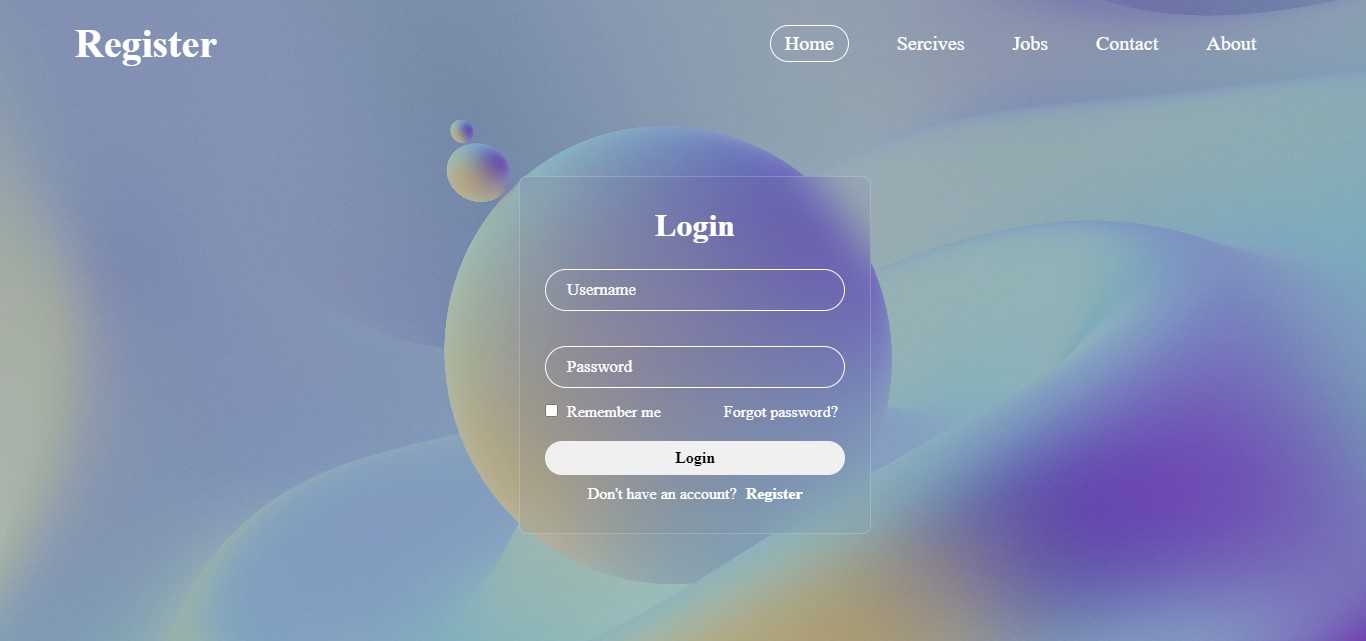 Register
Home Sercives Jobs Contact About
Login
Username
Password
Remember me Forgot password?
Login
Don't have an account? Register